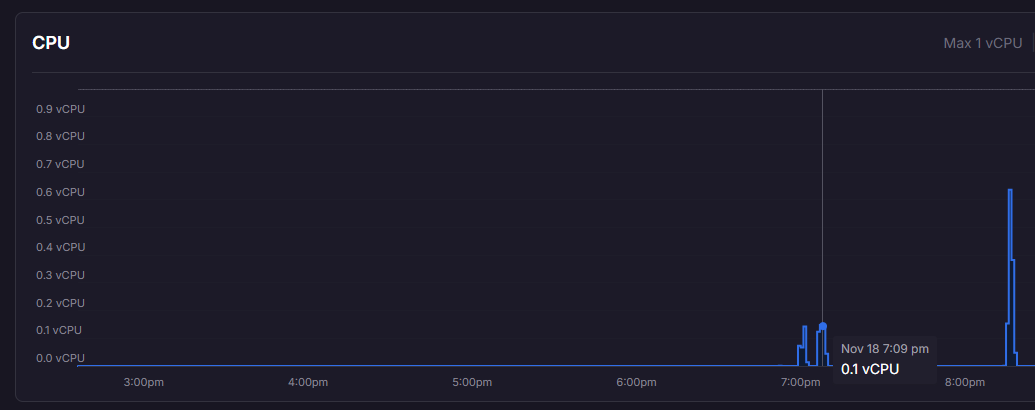 CPU
Max 1 vCPU
0.9 vCPU
0.8 vCPU
0.7 vCPU
0.6 vCPU
0.5 vCPU
0.4 vCPU
0.3 vCPU
0.2 vCPU
0.1 vCPU
0.0 vCPU
Nov 18 7:09 pm
0.1 vCPU
3:00pm 4:00pm 5:00pm 6:00pm 7:00pm 8:00pm